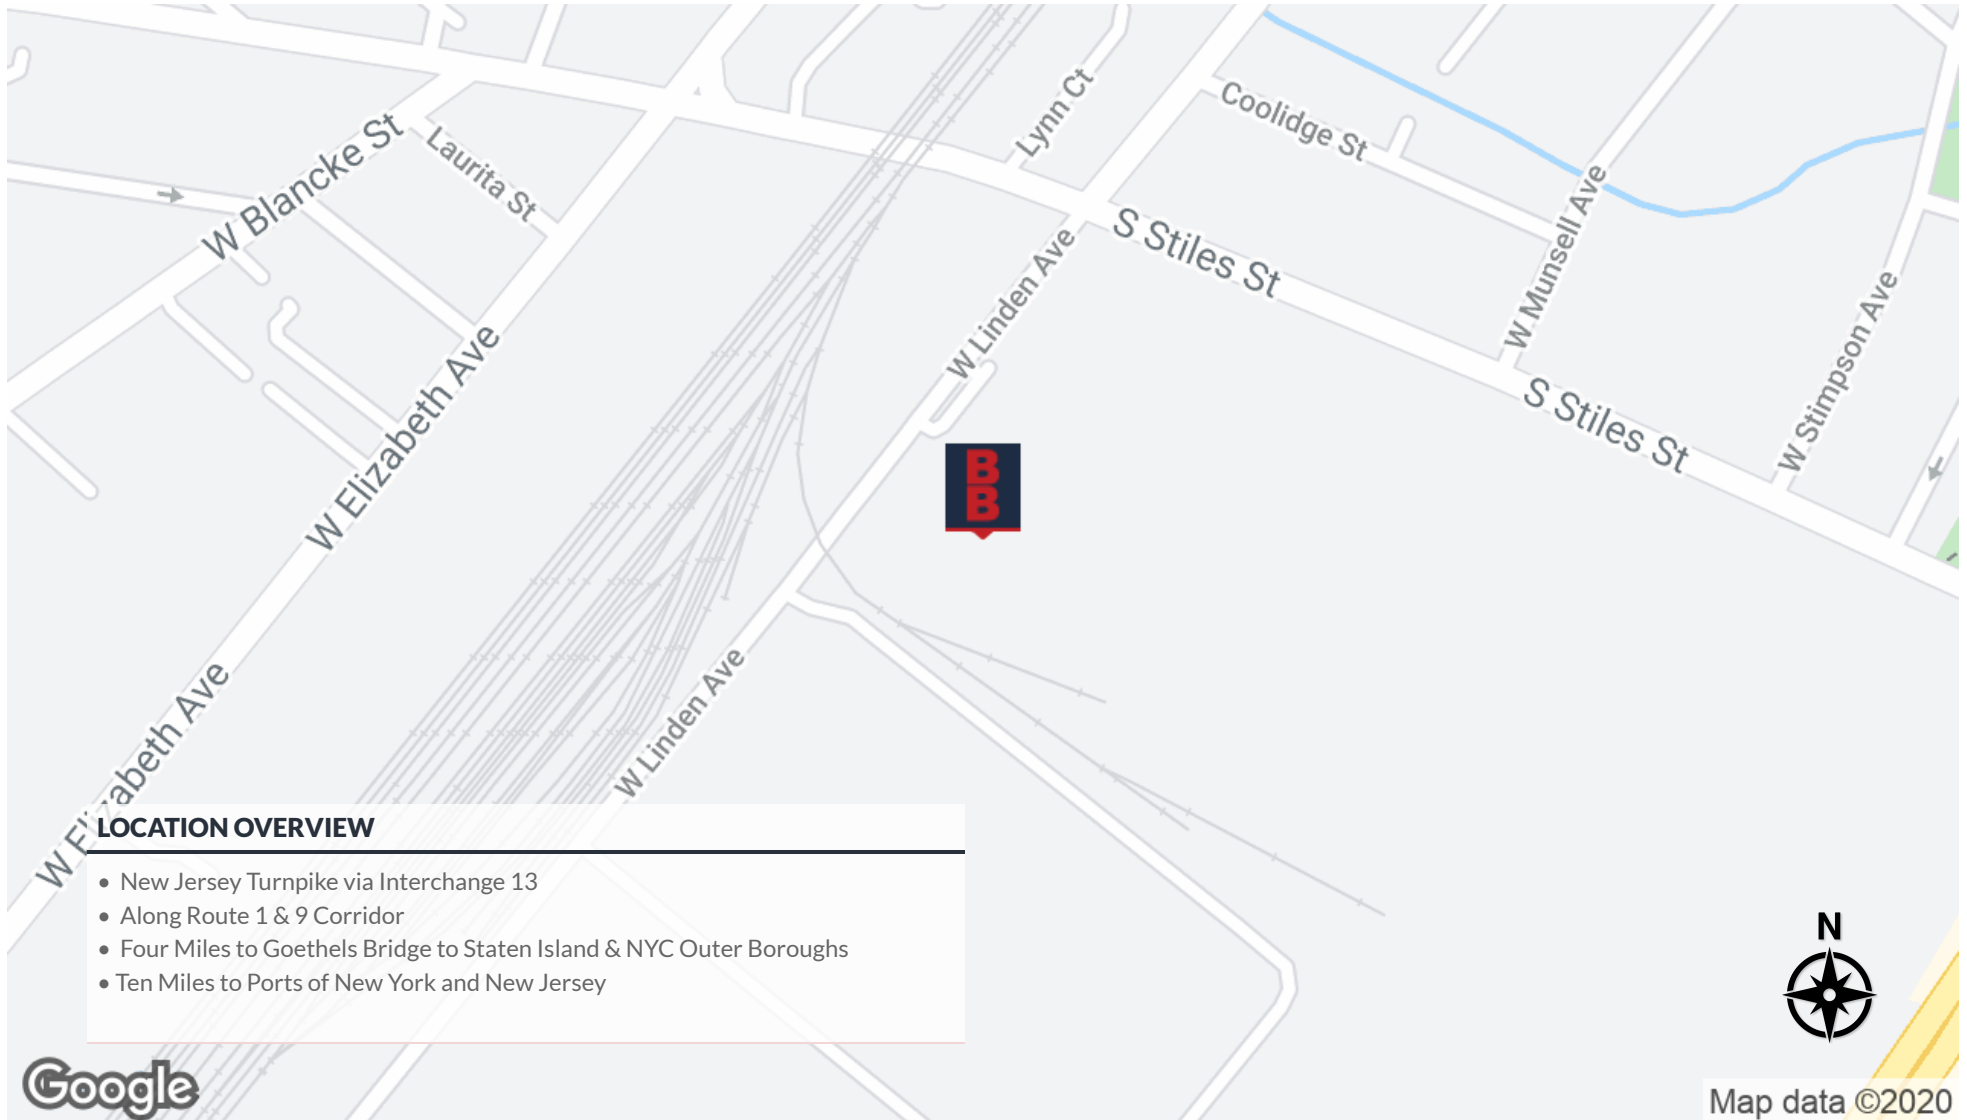 W Blancke St
Laurita St
Lynn Ct
Coolidge St
S Stiles St
W Munsell Ave
W Linden Ave
W Stimpson Ave
W Elizabeth Ave
S Stiles St
B
B
W Linden Ave
W Elizabeth Ave
LOCATION OVERVIEW
• New Jersey Turnpike via Interchange 13
• Along Route 1 & 9 Corridor
• Four Miles to Goethels Bridge to Staten Island & NYC Outer Boroughs
• Ten Miles to Ports of New York and New Jersey
N
Google
Map data ©2020